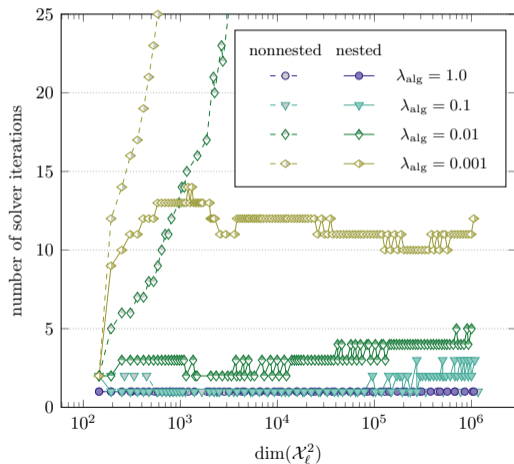 25
20
15
10
5
0
number of solver iterations
nonnested nested
λalg = 1.0
λalg = 0.1
λalg = 0.01
λalg = 0.001
10² 10³ 10⁴ 10⁵ 10⁶
dim(𝒳ℓ²)